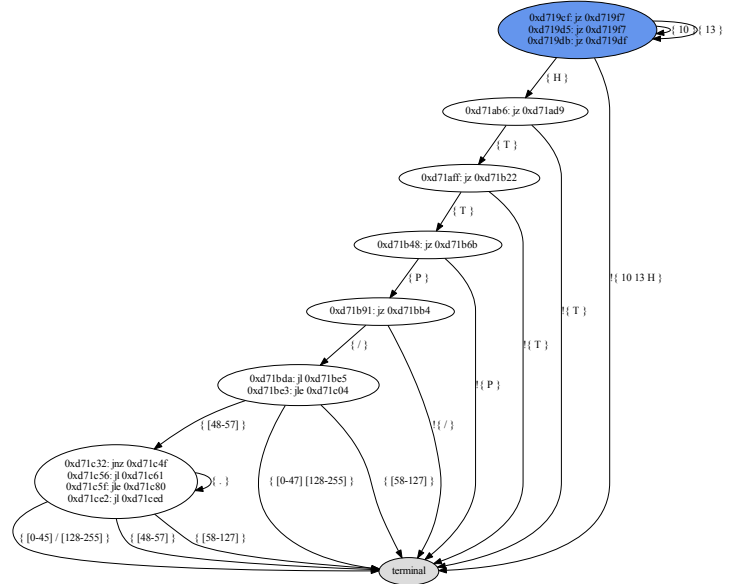 0xd719cf: jz 0xd719f7
0xd719d5: jz 0xd719f7
0xd719db: jz 0xd719df
{ 10 }
{ 13 }
{ H }
0xd71ab6: jz 0xd71ad9
{ T }
0xd71aff: jz 0xd71b22
{ T }
0xd71b48: jz 0xd71b6b
{ P }
!{ 10 13 H }
0xd71b91: jz 0xd71bb4
!{ T }
{ / }
!{ T }
0xd71bda: jl 0xd71be5
0xd71be3: jle 0xd71c04
!{ P }
{ [48-57] }
!{ / }
0xd71c32: jnz 0xd71c4f
0xd71c56: jl 0xd71c61
0xd71c5f: jle 0xd71c80
0xd71ce2: jl 0xd71ced
{ . }
{ [0-47] [128-255] }
{ [58-127] }
{ [0-45] / [128-255] }
{ [48-57] }
{ [58-127] }
terminal